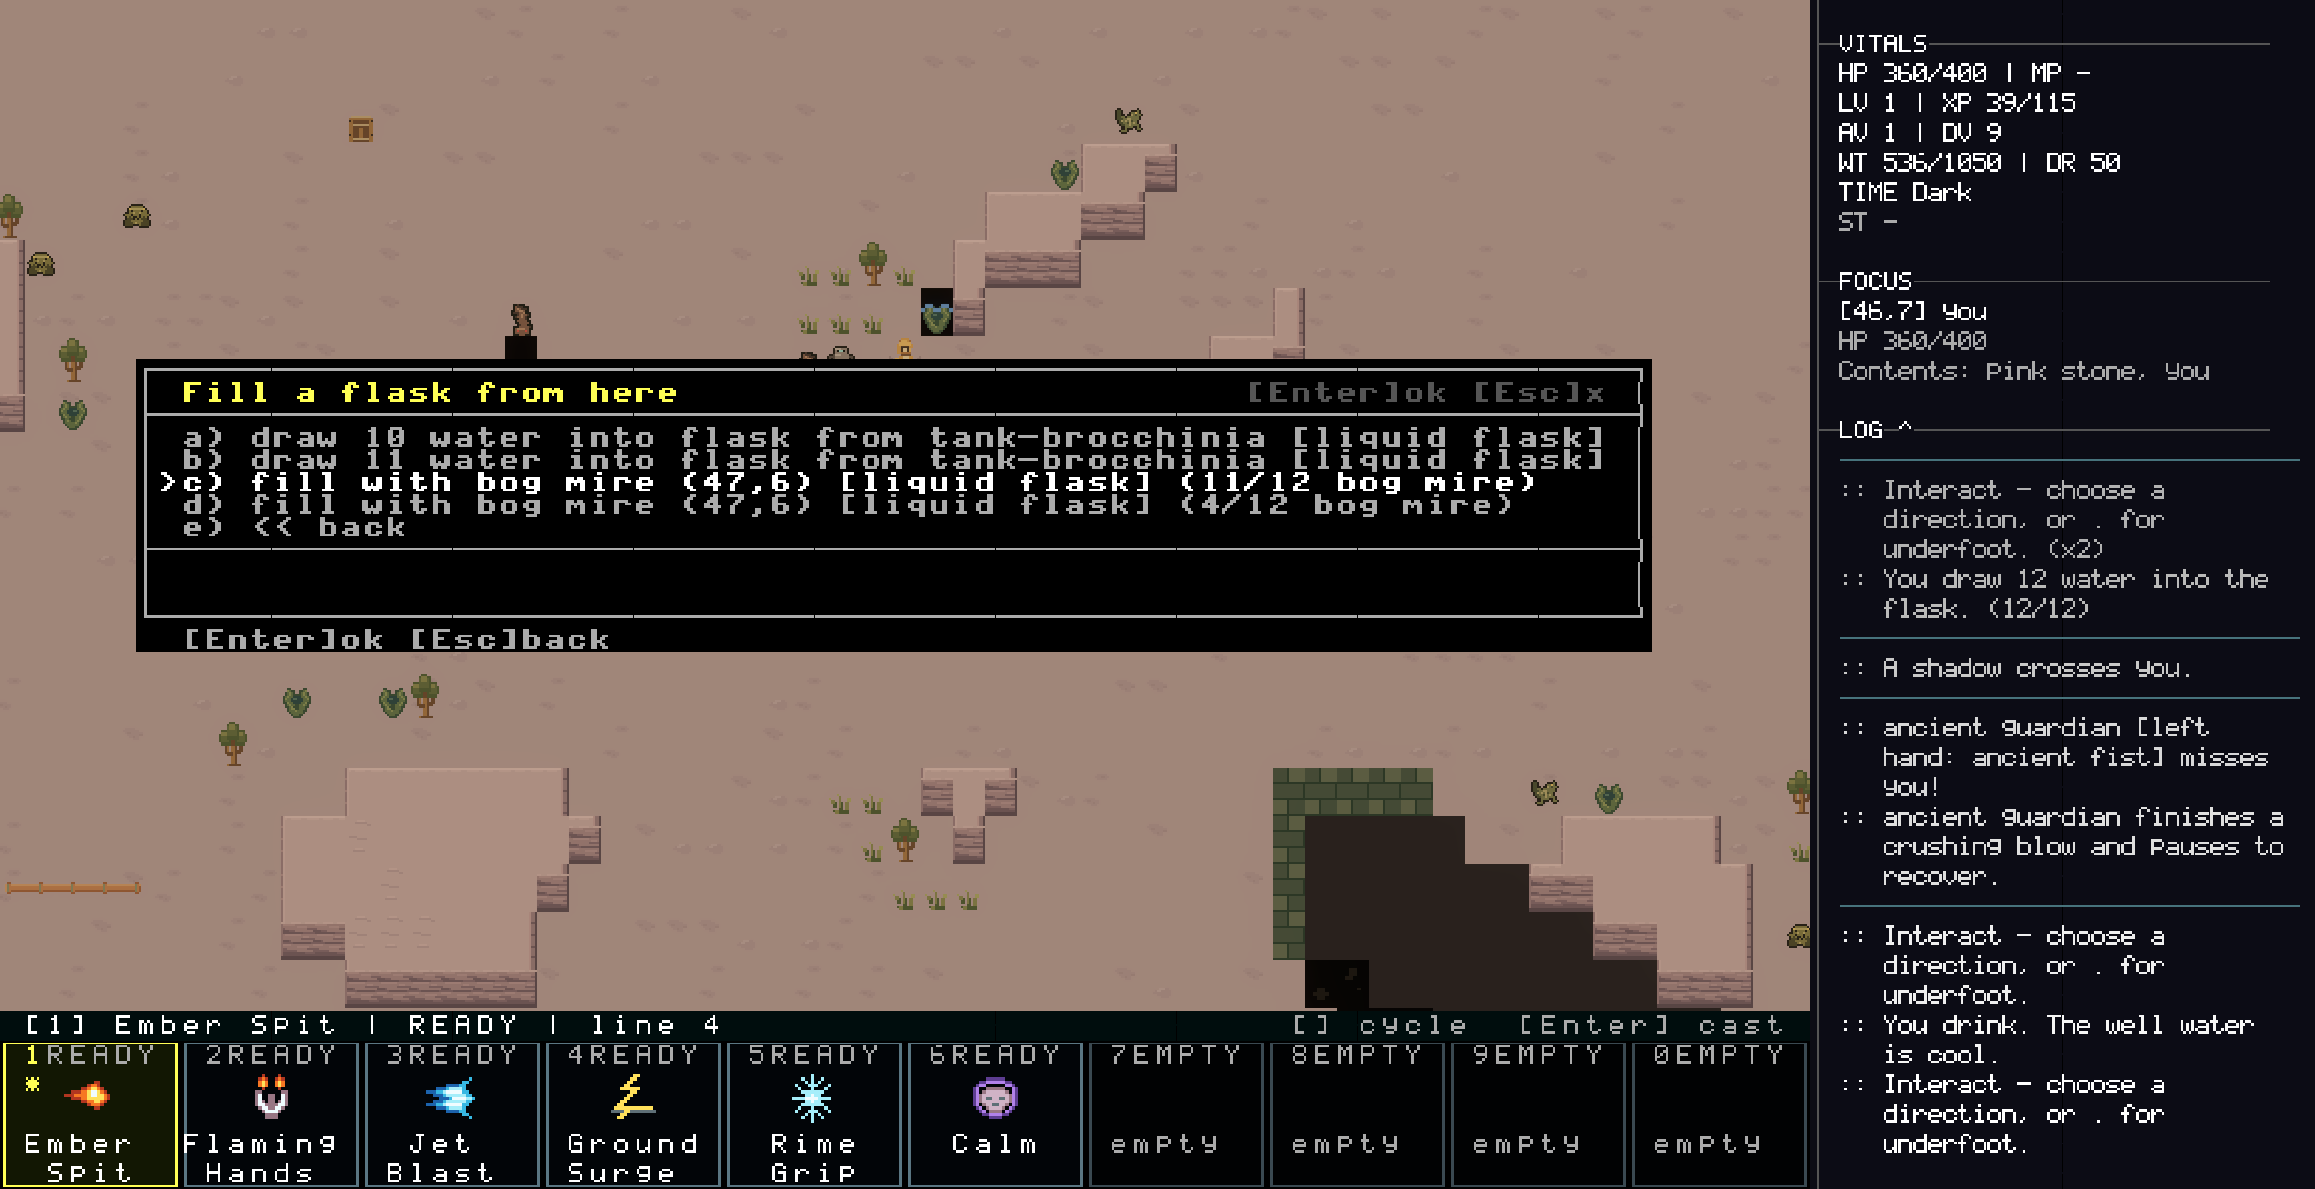 VITALS
HP 360/400 | MP -
LV 1 | XP 39/115
AV 1 | DV 9
WT 536/1050 | DR 50
TIME Dark
ST -
FOCUS
[46,7] You
HP 360/400
Contents: Pink stone, You
LOG ^
:: Interact - choose a
direction, or . for
underfoot. (x2)
:: You draw 12 water into the
flask. (12/12)
:: A shadow crosses you.
:: ancient guardian [left
hand: ancient fist] misses
you!
:: ancient guardian finishes a
crushing blow and pauses to
recover.
:: Interact - choose a
direction, or . for
underfoot.
:: You drink. The well water
is cool.
:: Interact - choose a
direction, or . for
underfoot.
Fill a flask from here [Enter]ok [Esc]x
a) draw 10 water into flask from tank-brocchinia [liquid flask]
b) draw 11 water into flask from tank-brocchinia [liquid flask]
>c) fill with bog mire (47,6) [liquid flask] (11/12 bog mire)
d) fill with bog mire (47,6) [liquid flask] (4/12 bog mire)
e) << back
[Enter]ok [Esc]back
[1] Ember Spit | READY | line 4 [] cycle [Enter] cast
1READY 2READY 3READY 4READY 5READY 6READY 7EMPTY 8EMPTY 9EMPTY 0EMPTY
Ember Flaming Jet Ground Rime Calm empty empty empty empty
Spit Hands Blast Surge Grip